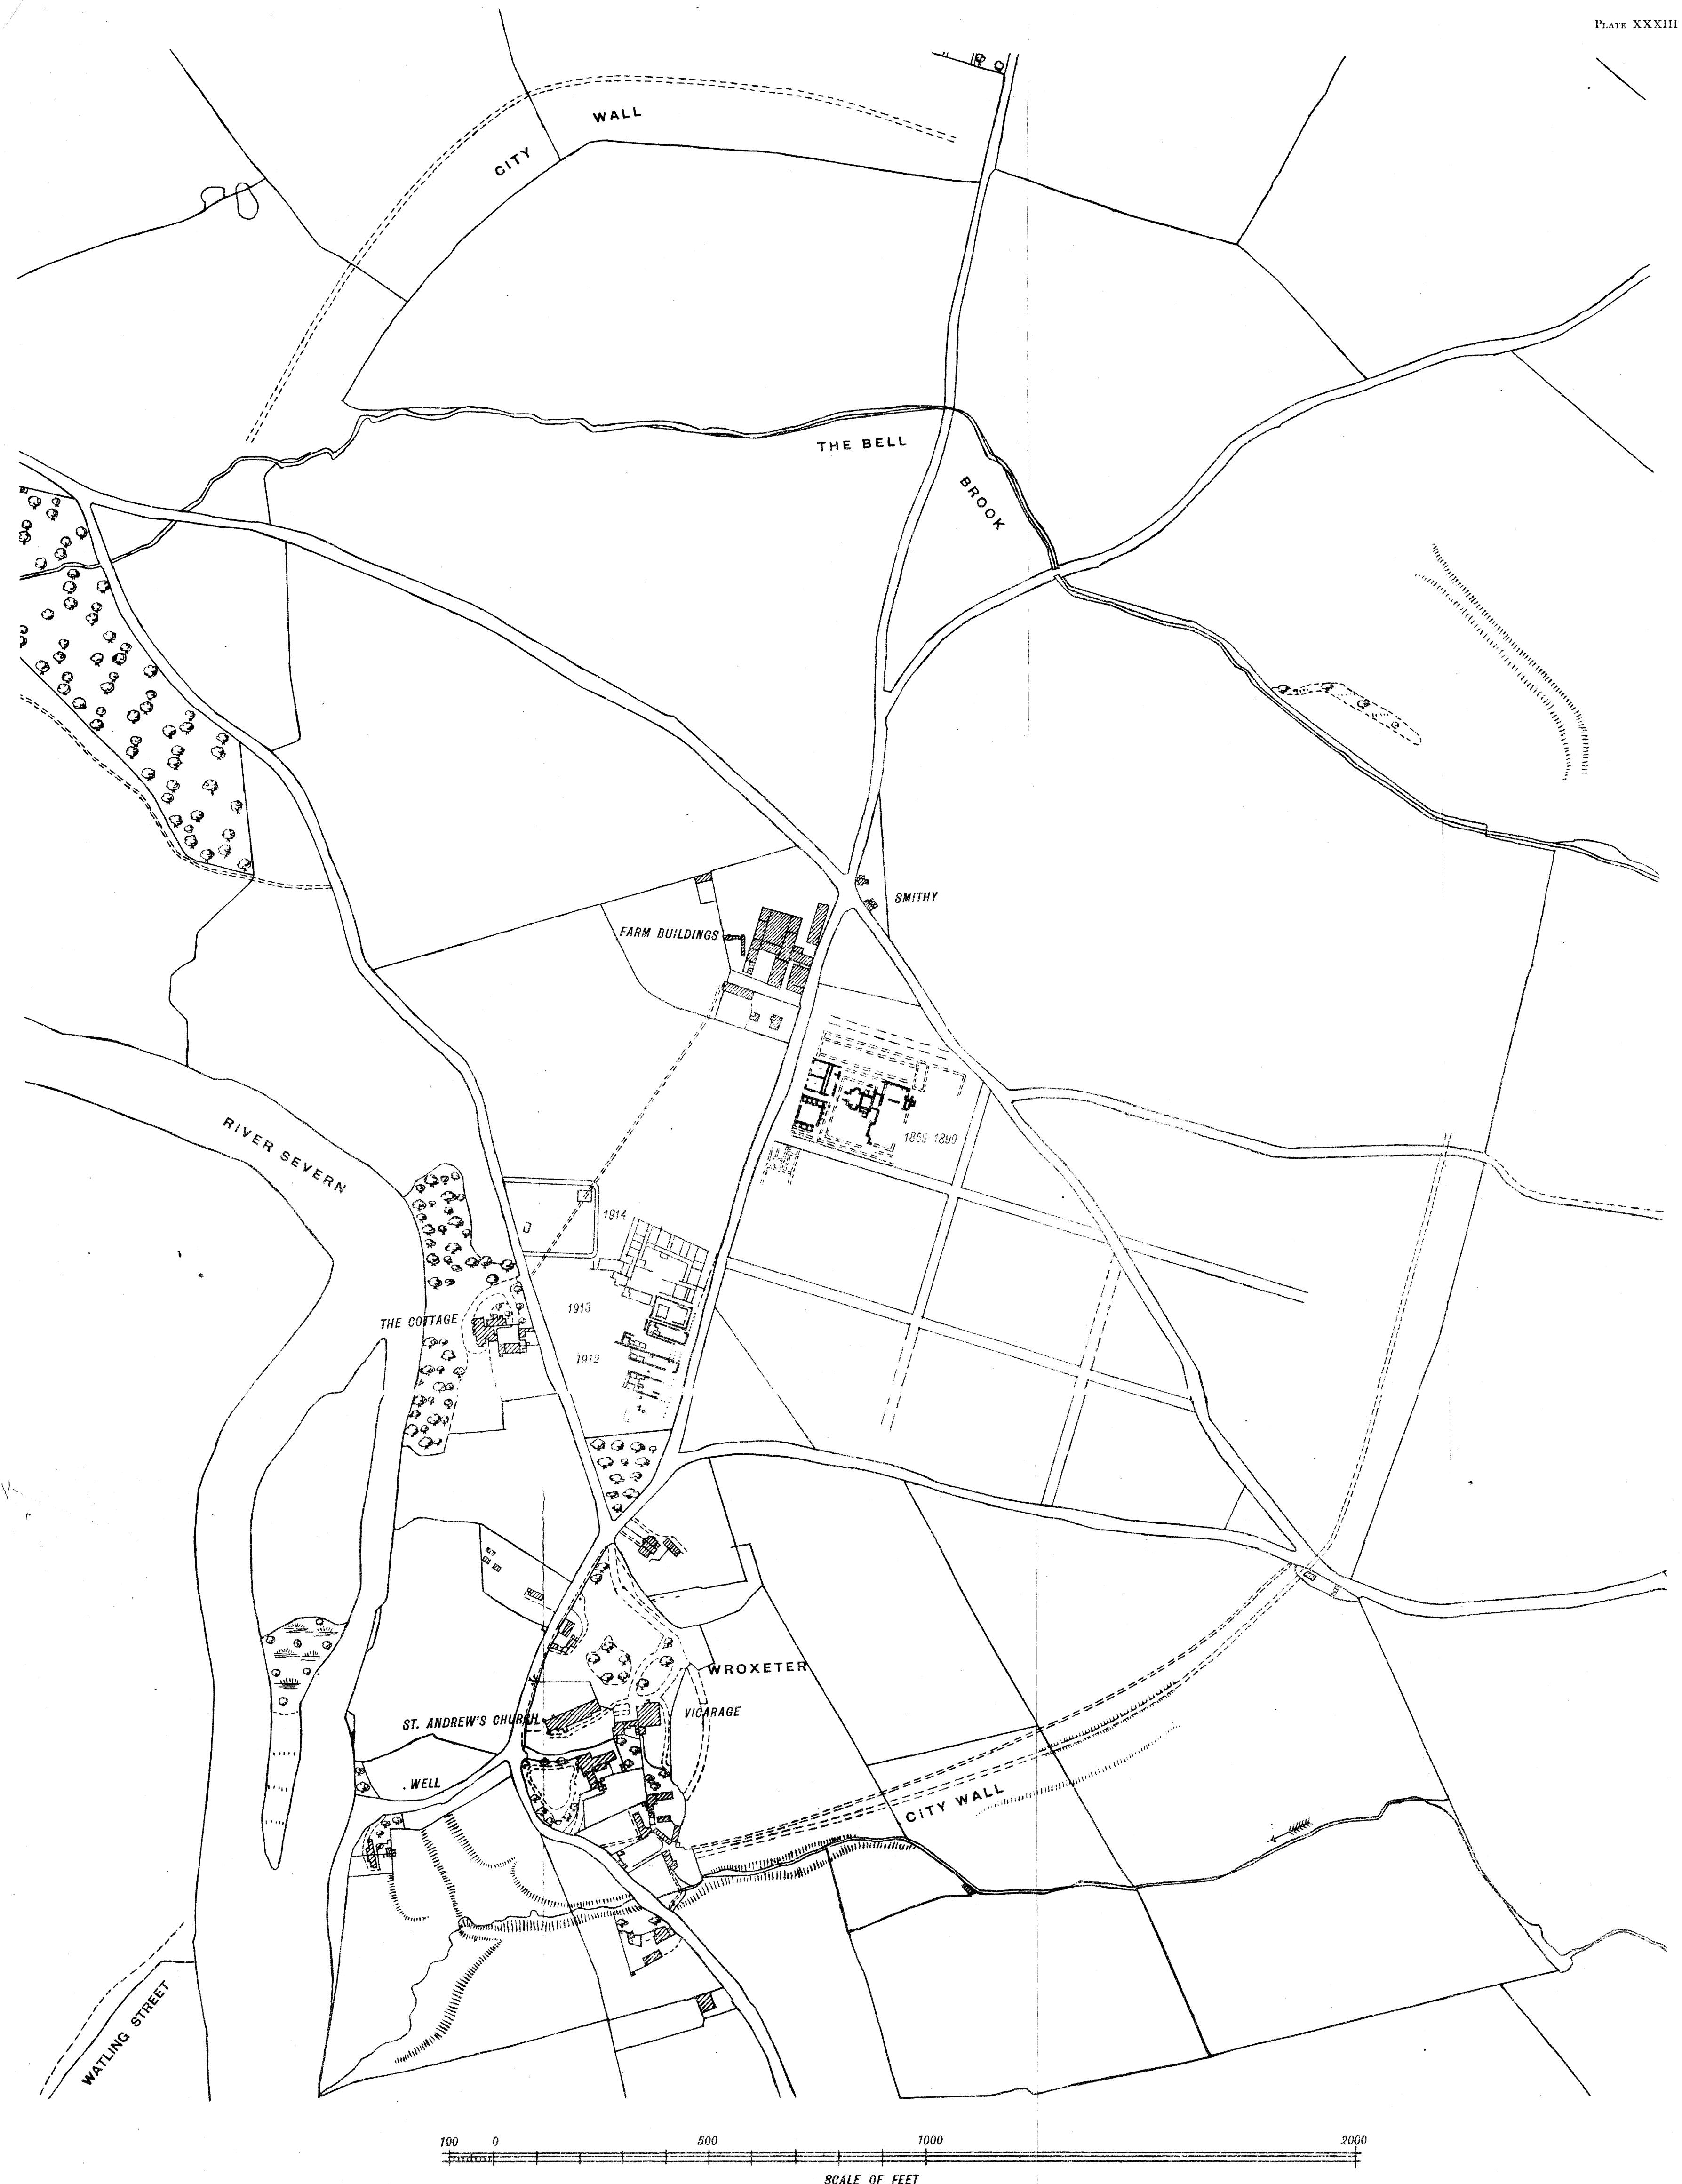 PLATE XXXIII
CITY WALL
THE BELL BROOK
SMITHY
FARM BUILDINGS
1859 1899
RIVER SEVERN
1914
1913
THE COTTAGE
1912
WROXETER
VICARAGE
ST. ANDREW'S CHURCH
WELL
CITY WALL
WATLING STREET
100 0 500 1000 2000
SCALE OF FEET